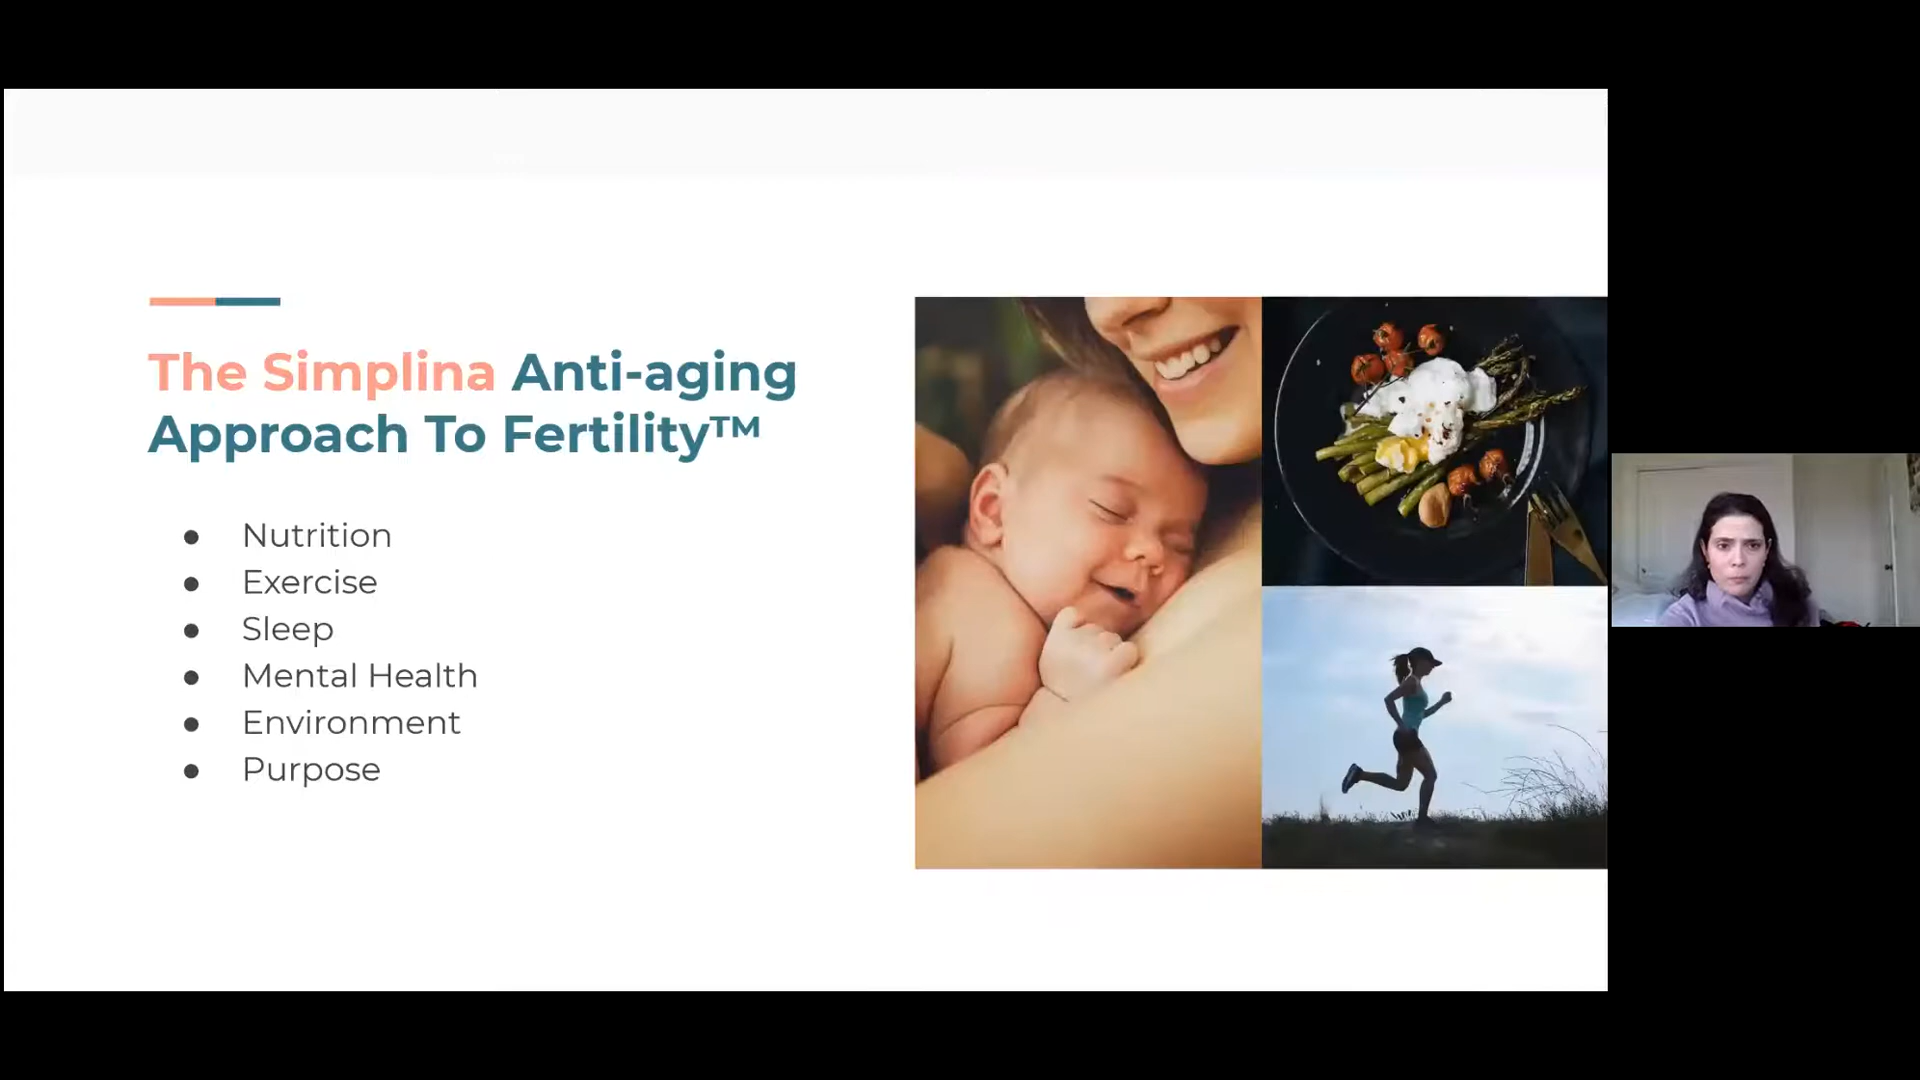 The Simplina Anti-aging
Approach To Fertility™
● Nutrition
● Exercise
● Sleep
● Mental Health
● Environment
● Purpose